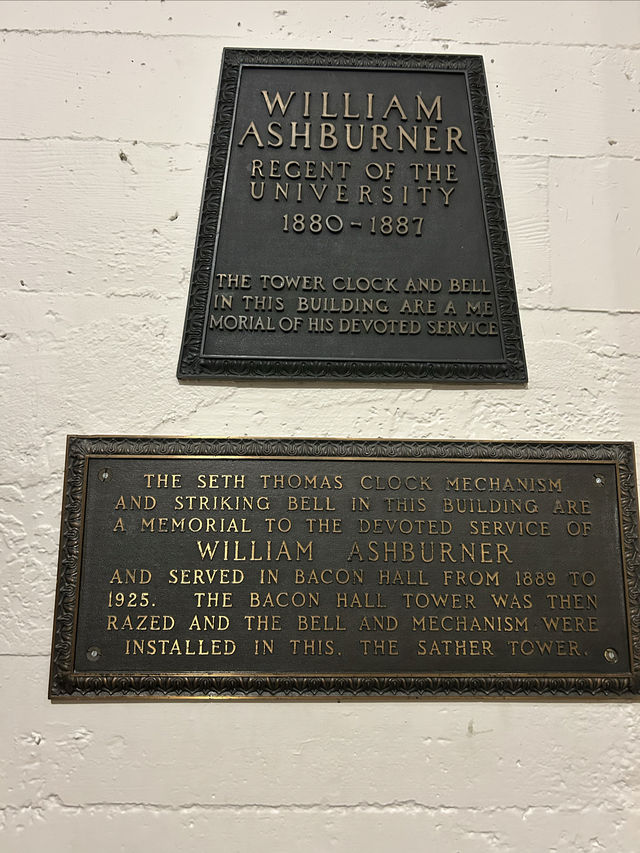 WILLIAM
ASHBURNER
REGENT OF THE
UNIVERSITY
1880-1887
THE TOWER CLOCK AND BELL
IN THIS BUILDING ARE A ME
MORIAL OF HIS DEVOTED SERVICE
THE SETH THOMAS CLOCK MECHANISM
AND STRIKING BELL IN THIS BUILDING ARE
A MEMORIAL TO THE DEVOTED SERVICE OF
WILLIAM ASHBURNER
AND SERVED IN BACON HALL FROM 1889 TO
1925. THE BACON HALL TOWER WAS THEN
RAZED AND THE BELL AND MECHANISM WERE
INSTALLED IN THIS. THE SATHER TOWER.